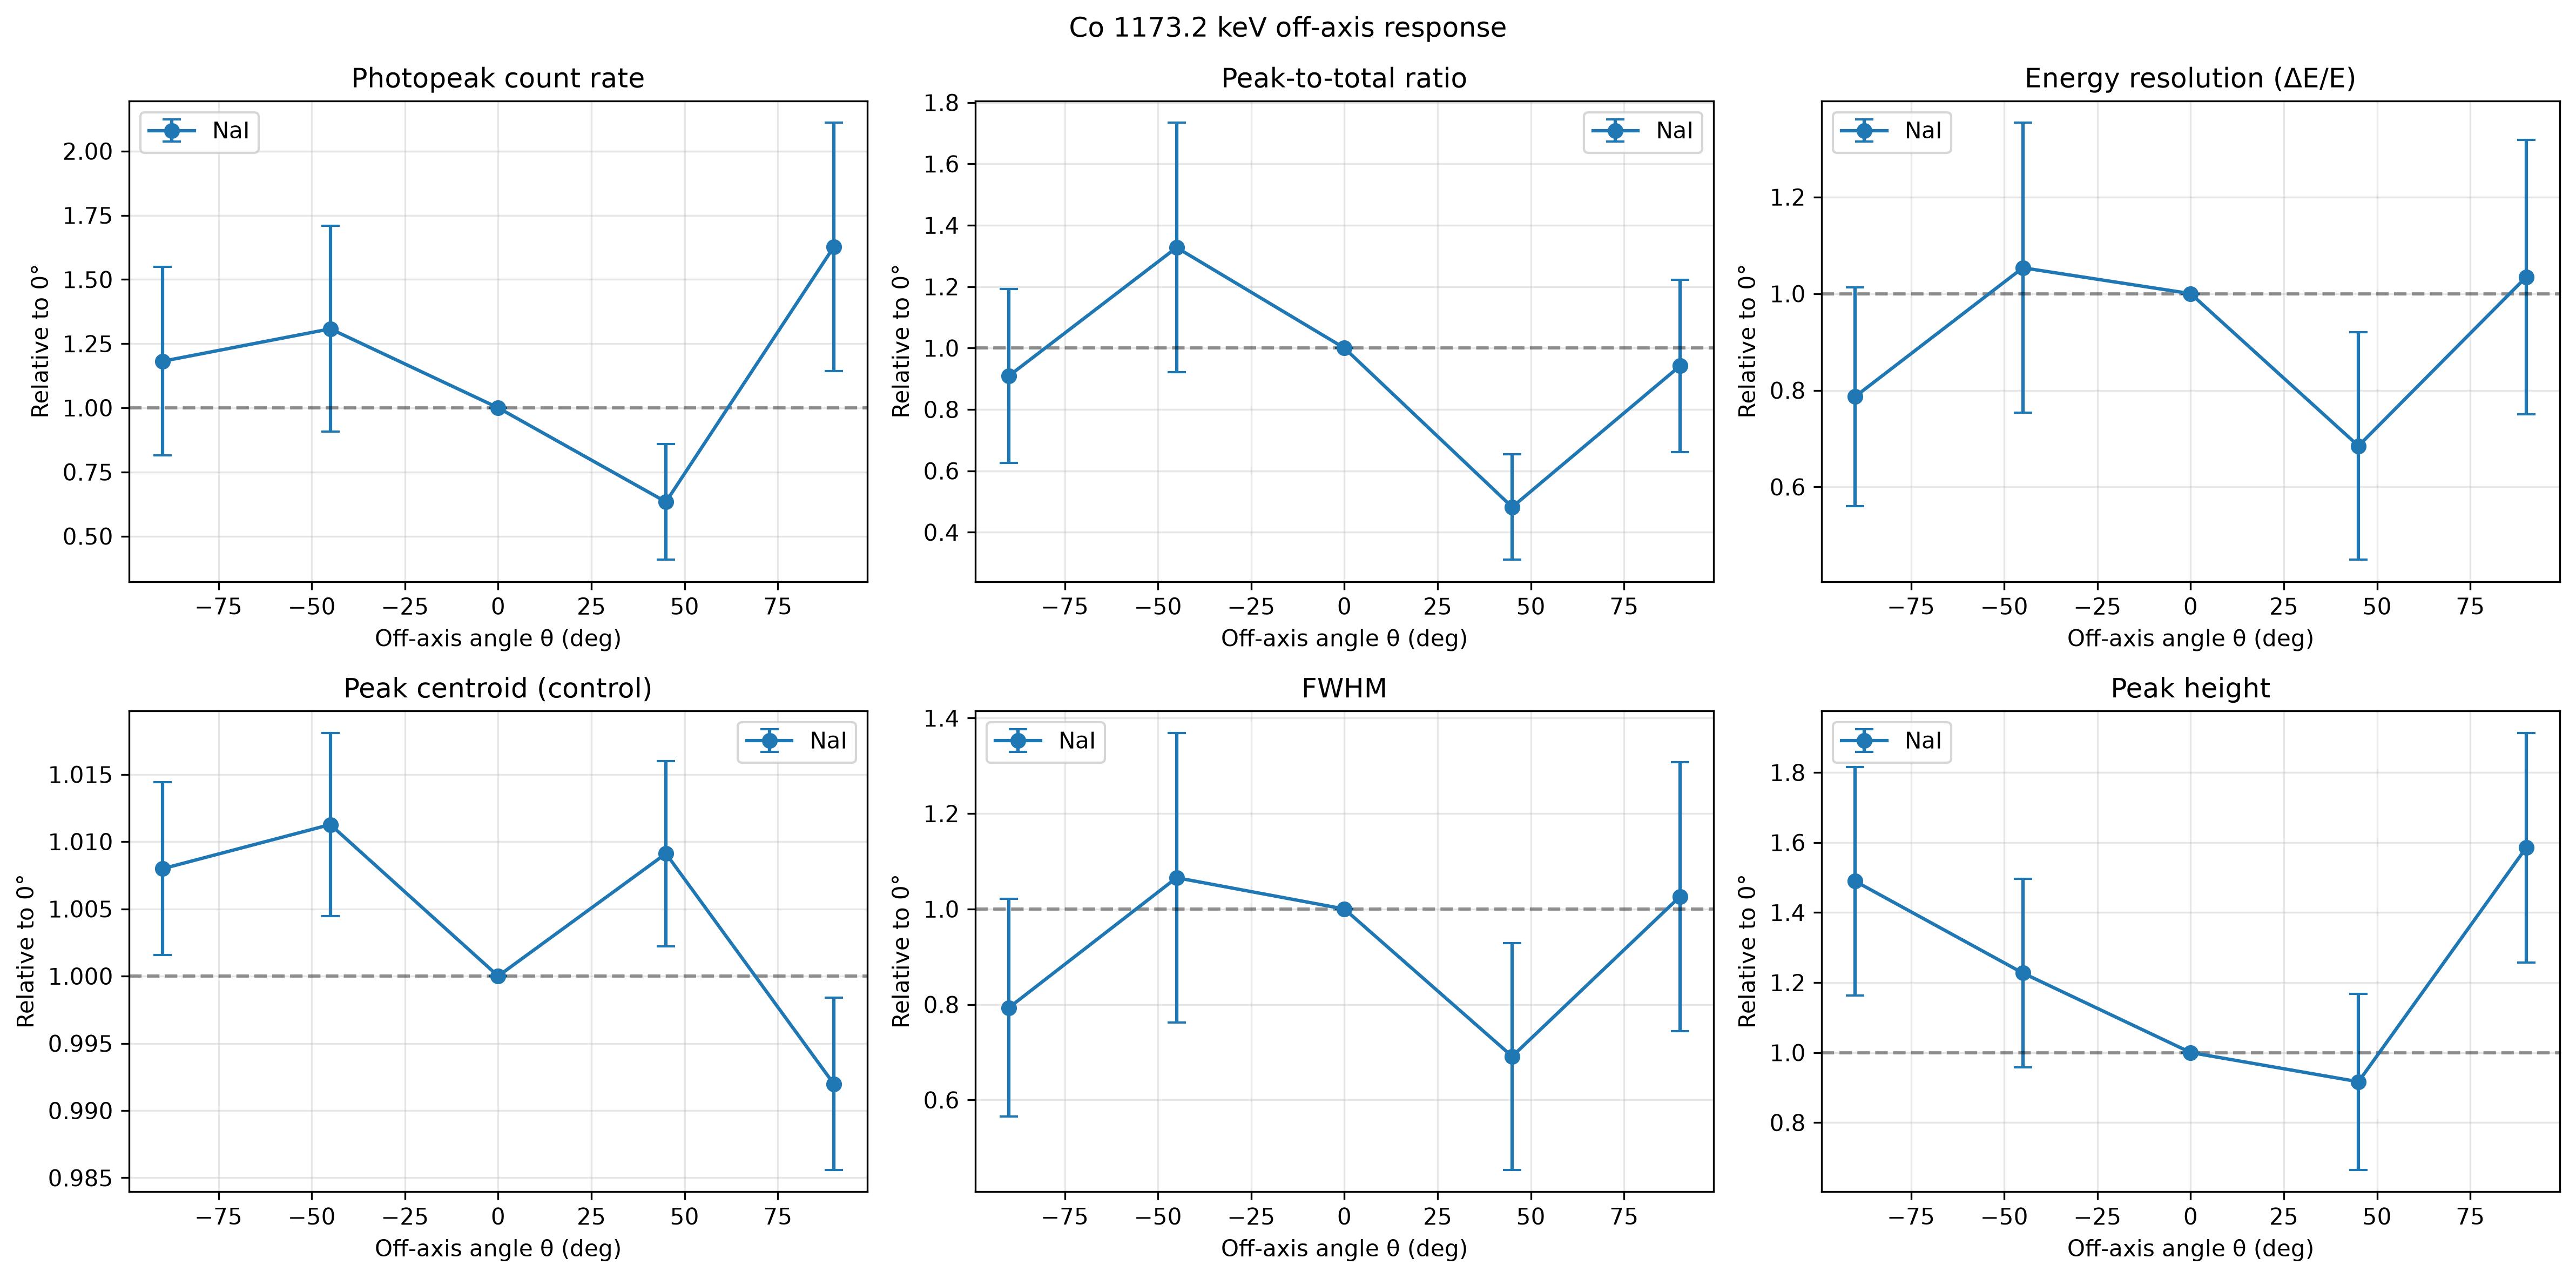 Co 1173.2 keV off-axis response
Photopeak count rate
NaI
2.00
1.75
1.50
1.25
1.00
0.75
0.50
Relative to 0°
−75 −50 −25 0 25 50 75
Off-axis angle θ (deg)
Peak-to-total ratio
NaI
1.8
1.6
1.4
1.2
1.0
0.8
0.6
0.4
Relative to 0°
−75 −50 −25 0 25 50 75
Off-axis angle θ (deg)
Energy resolution (ΔE/E)
NaI
1.2
1.0
0.8
0.6
Relative to 0°
−75 −50 −25 0 25 50 75
Off-axis angle θ (deg)
Peak centroid (control)
NaI
1.015
1.010
1.005
1.000
0.995
0.990
0.985
Relative to 0°
−75 −50 −25 0 25 50 75
Off-axis angle θ (deg)
FWHM
NaI
1.4
1.2
1.0
0.8
0.6
Relative to 0°
−75 −50 −25 0 25 50 75
Off-axis angle θ (deg)
Peak height
NaI
1.8
1.6
1.4
1.2
1.0
0.8
Relative to 0°
−75 −50 −25 0 25 50 75
Off-axis angle θ (deg)